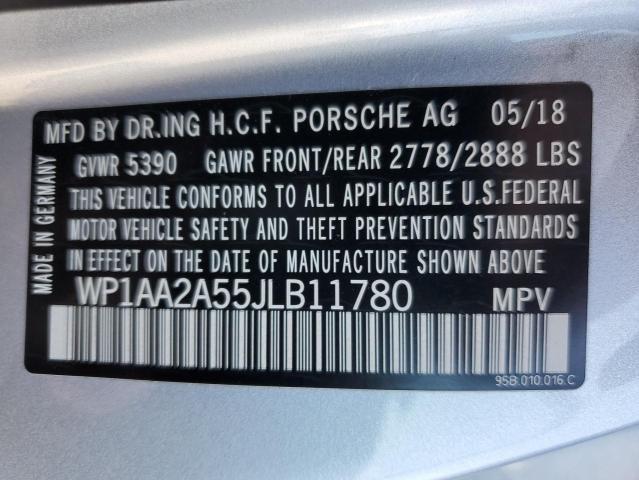 MFD BY DR.ING H.C.F. PORSCHE AG 05/18
GVWR 5390 GAWR FRONT/REAR 2778/2888 LBS
THIS VEHICLE CONFORMS TO ALL APPLICABLE U.S.FEDERAL
MOTOR VEHICLE SAFETY AND THEFT PREVENTION STANDARDS
IN EFFECT ON THE DATE OF MANUFACTURE SHOWN ABOVE
WP1AA2A55JLB11780 MPV
95B.010.016.C
MADE IN GERMANY